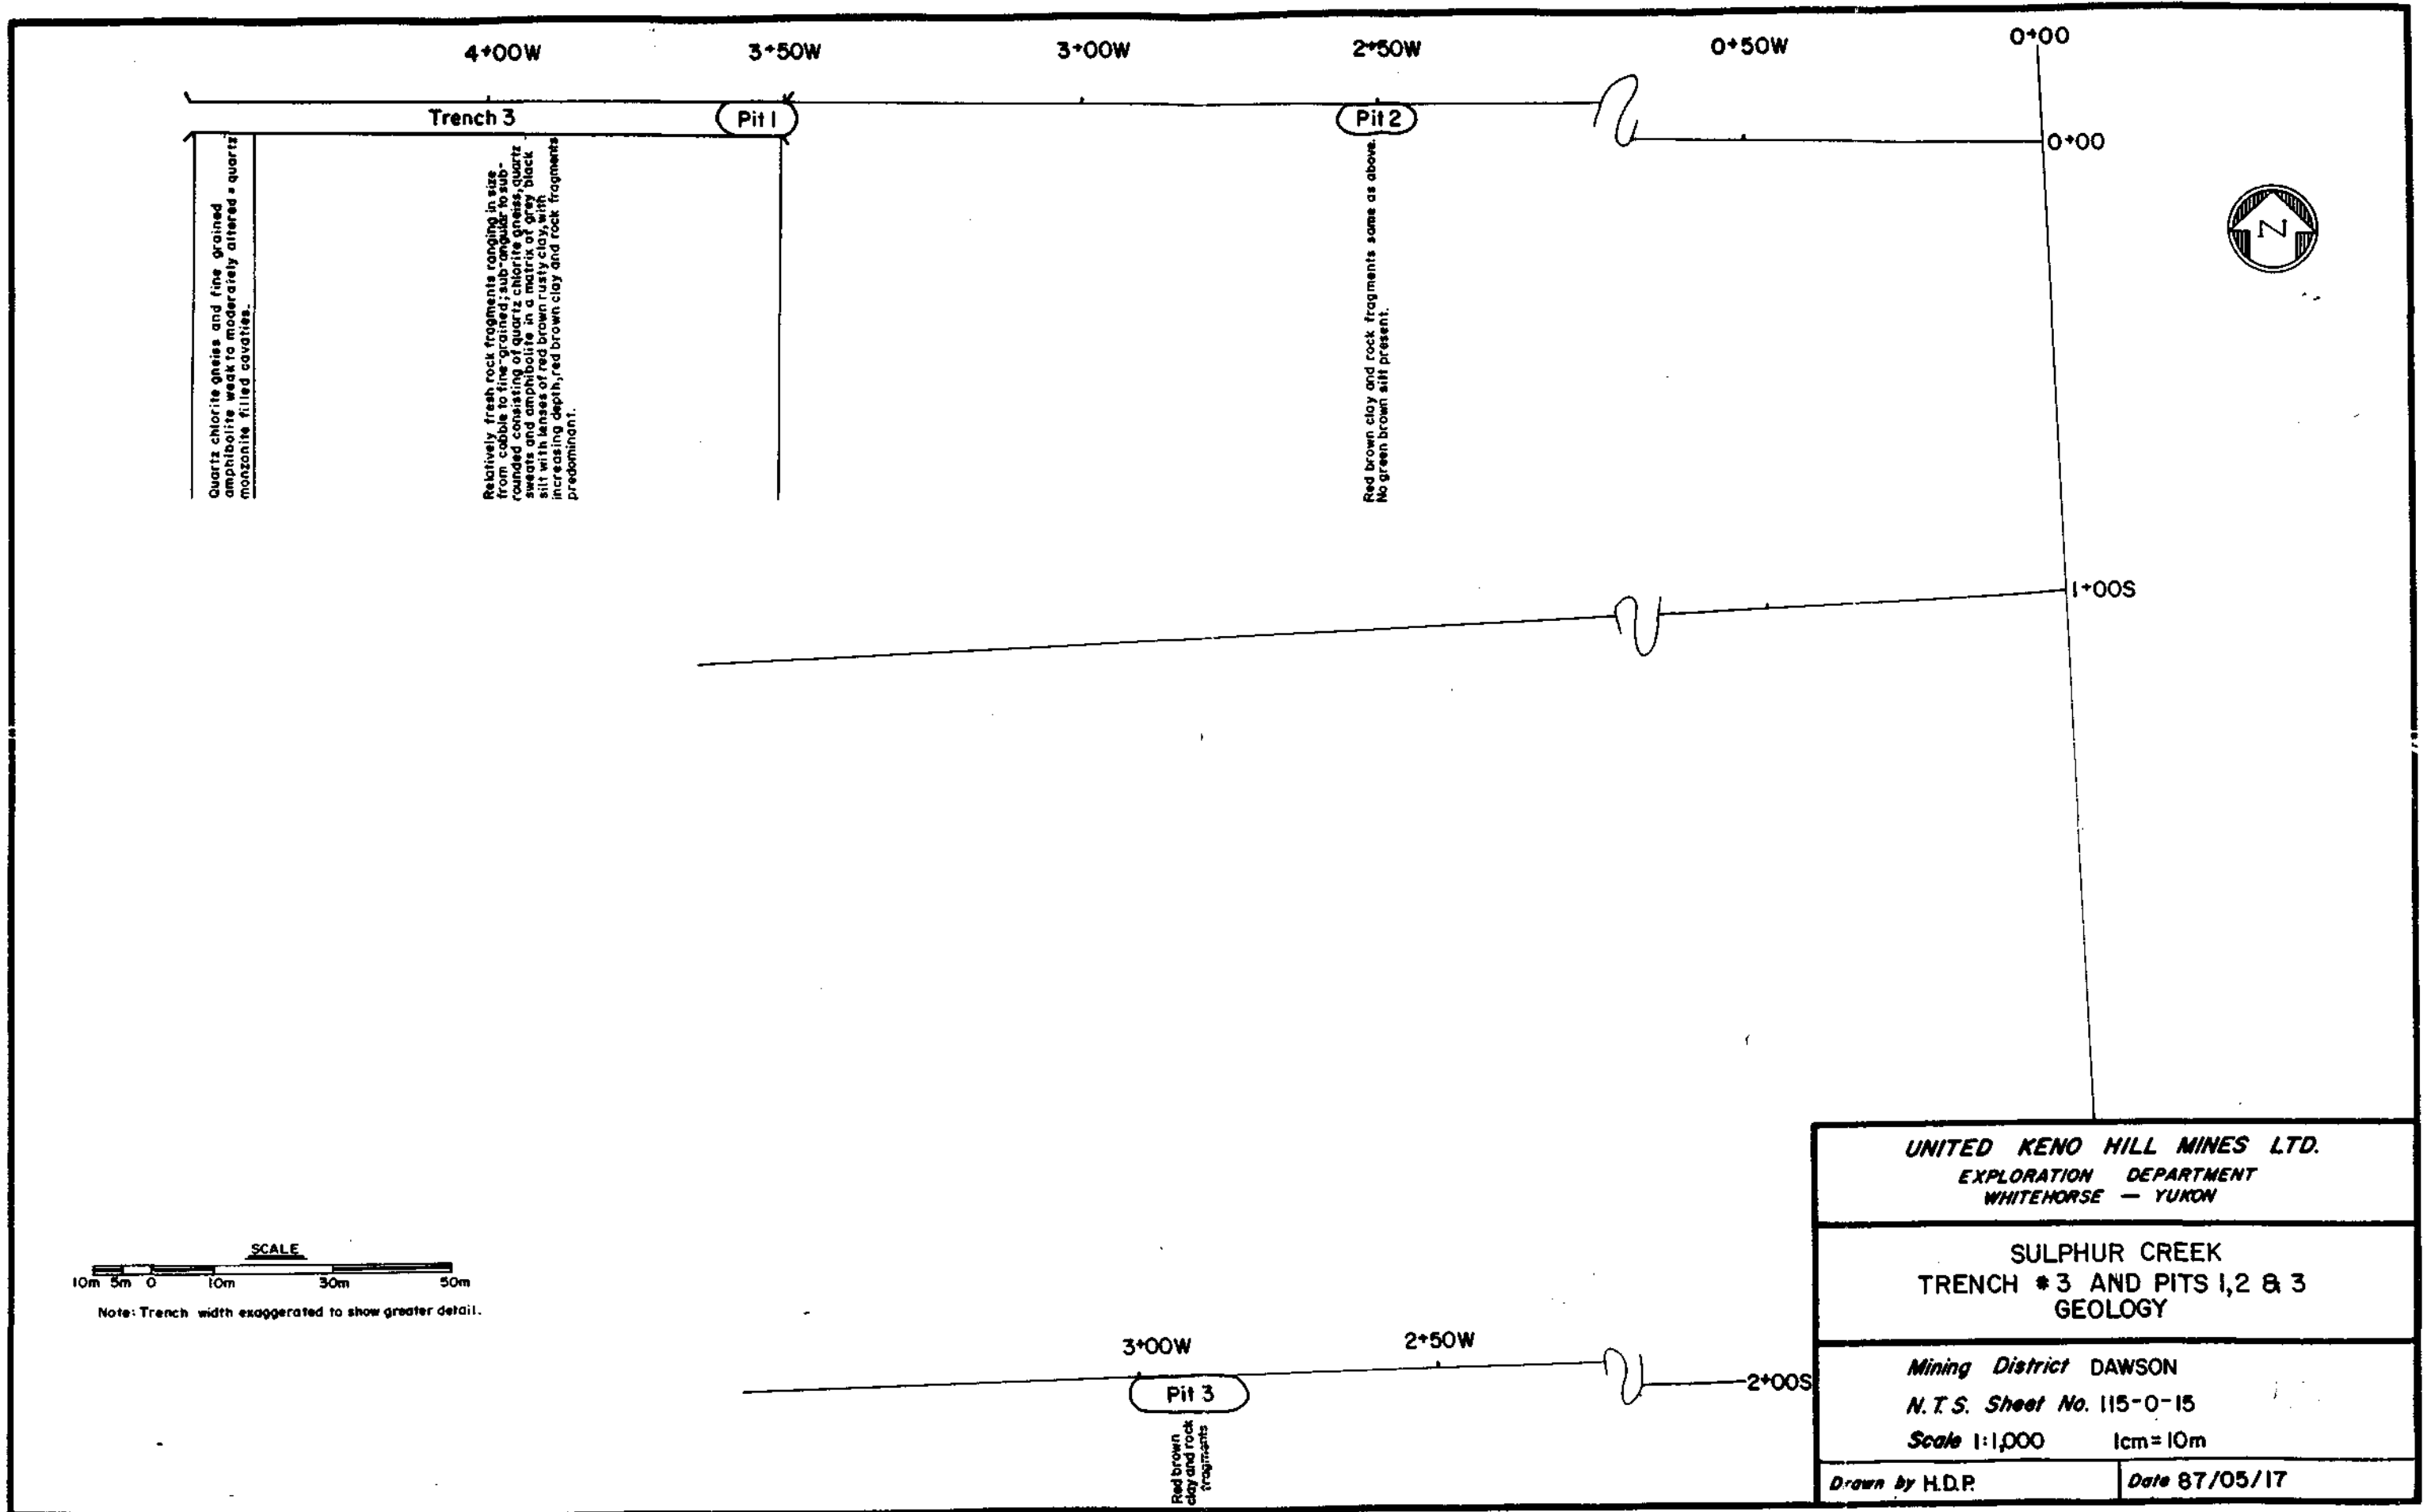 4+00W
3+50W
3+00W
2+50W
0+50W
0+00
Trench 3
Pit 1
Pit 2
0+00
Quartz chlorite gneiss and fine grained
amphibolite weak to moderately altered = quartz
monzonite filled cavaties.
Relatively fresh rock fragments ranging in size
from cobble to fine-grained; sub-angular to sub-
rounded consisting of quartz chlorite gneiss, quartz
sweats and amphibolite in a matrix of grey black
silt with lenses of red brown rusty clay, with
increasing depth, red brown clay and rock fragments
predominant.
Red brown clay and rock fragments same as above.
No green brown silt present.
N
1+00S
SCALE
10m 5m 0 10m 30m 50m
Note: Trench width exaggerated to show greater detail.
3+00W
2+50W
Pit 3
2+00S
Red brown
clay and rock
fragments
UNITED KENO HILL MINES LTD.
EXPLORATION DEPARTMENT
WHITEHORSE — YUKON
SULPHUR CREEK
TRENCH #3 AND PITS 1,2 & 3
GEOLOGY
Mining District DAWSON
N.T.S. Sheet No. 115-O-15
Scale 1:1,000 1cm=10m
Drawn by H.D.P.
Date 87/05/17